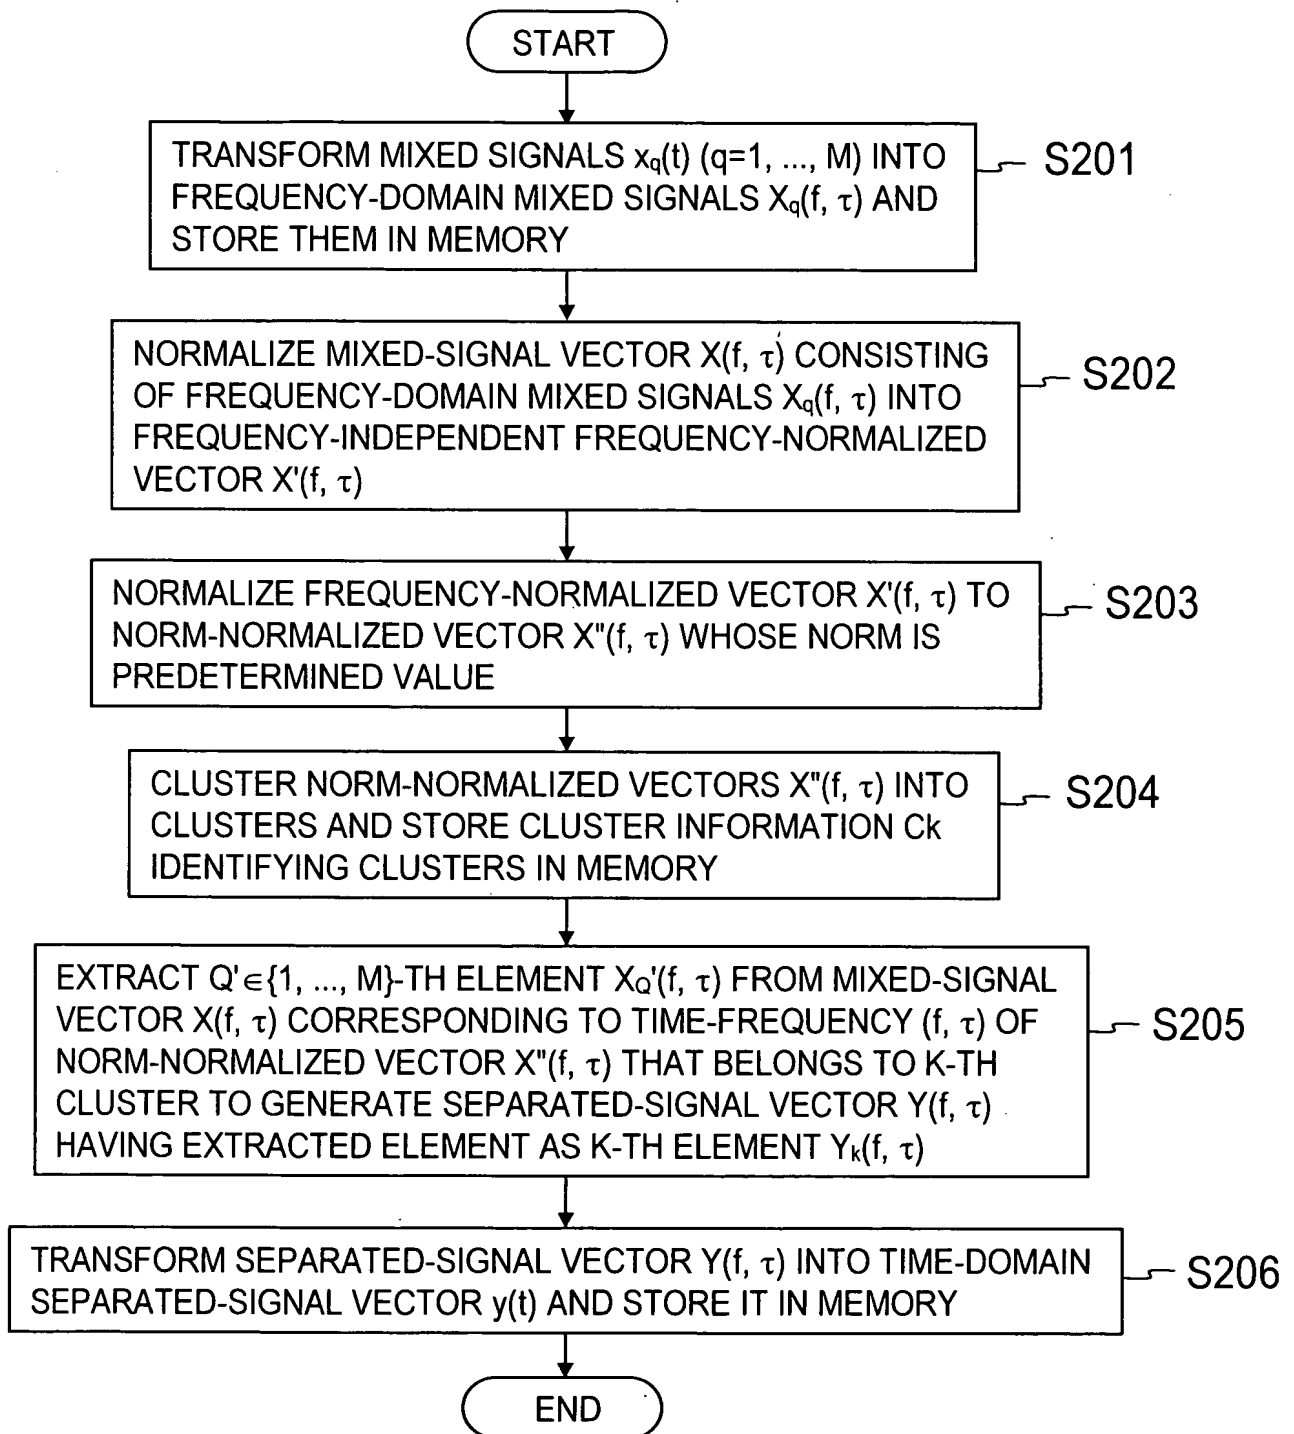 START
TRANSFORM MIXED SIGNALS xq(t) (q=1, ..., M) INTO
FREQUENCY-DOMAIN MIXED SIGNALS Xq(f, τ) AND
STORE THEM IN MEMORY
S201
NORMALIZE MIXED-SIGNAL VECTOR X(f, τ) CONSISTING
OF FREQUENCY-DOMAIN MIXED SIGNALS Xq(f, τ) INTO
FREQUENCY-INDEPENDENT FREQUENCY-NORMALIZED
VECTOR X'(f, τ)
S202
NORMALIZE FREQUENCY-NORMALIZED VECTOR X'(f, τ) TO
NORM-NORMALIZED VECTOR X"(f, τ) WHOSE NORM IS
PREDETERMINED VALUE
S203
CLUSTER NORM-NORMALIZED VECTORS X"(f, τ) INTO
CLUSTERS AND STORE CLUSTER INFORMATION Ck
IDENTIFYING CLUSTERS IN MEMORY
S204
EXTRACT Q'∈{1, ..., M}-TH ELEMENT XQ'(f, τ) FROM MIXED-SIGNAL
VECTOR X(f, τ) CORRESPONDING TO TIME-FREQUENCY (f, τ) OF
NORM-NORMALIZED VECTOR X"(f, τ) THAT BELONGS TO K-TH
CLUSTER TO GENERATE SEPARATED-SIGNAL VECTOR Y(f, τ)
HAVING EXTRACTED ELEMENT AS K-TH ELEMENT Yk(f, τ)
S205
TRANSFORM SEPARATED-SIGNAL VECTOR Y(f, τ) INTO TIME-DOMAIN
SEPARATED-SIGNAL VECTOR y(t) AND STORE IT IN MEMORY
S206
END